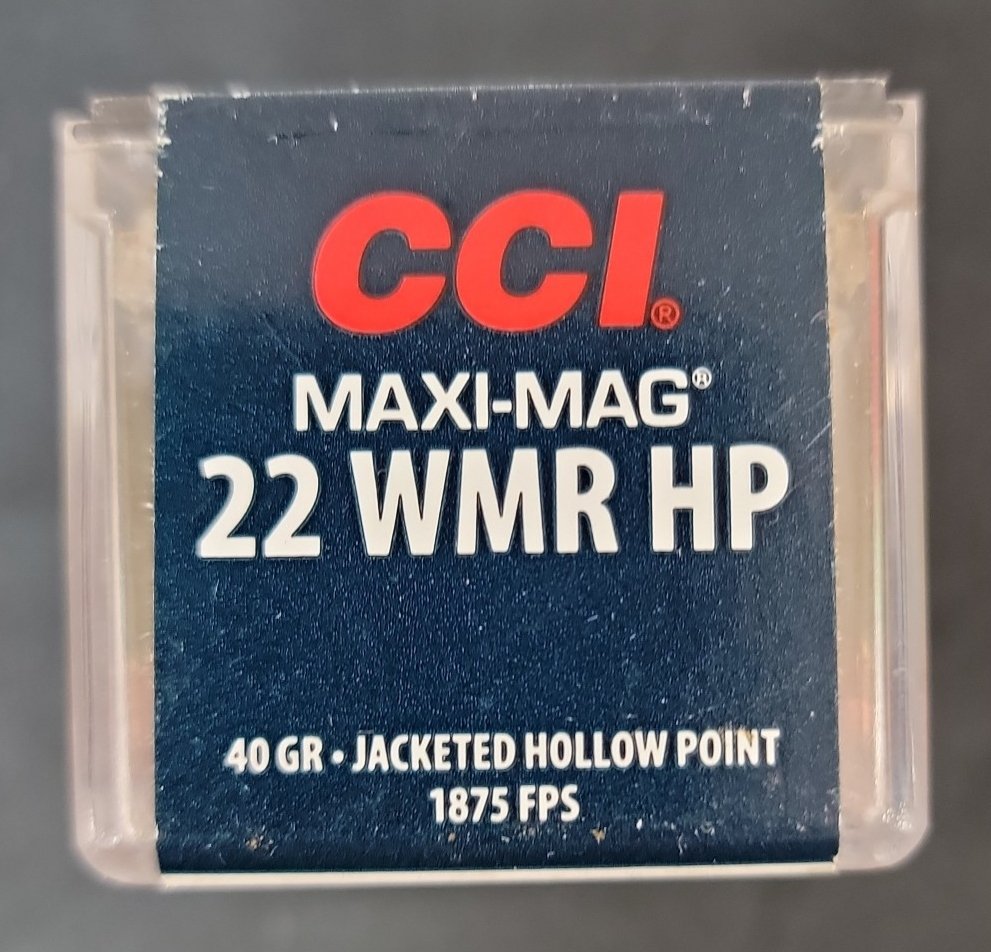 CCI®
MAXI-MAG®
22 WMR HP
40 GR • JACKETED HOLLOW POINT
1875 FPS